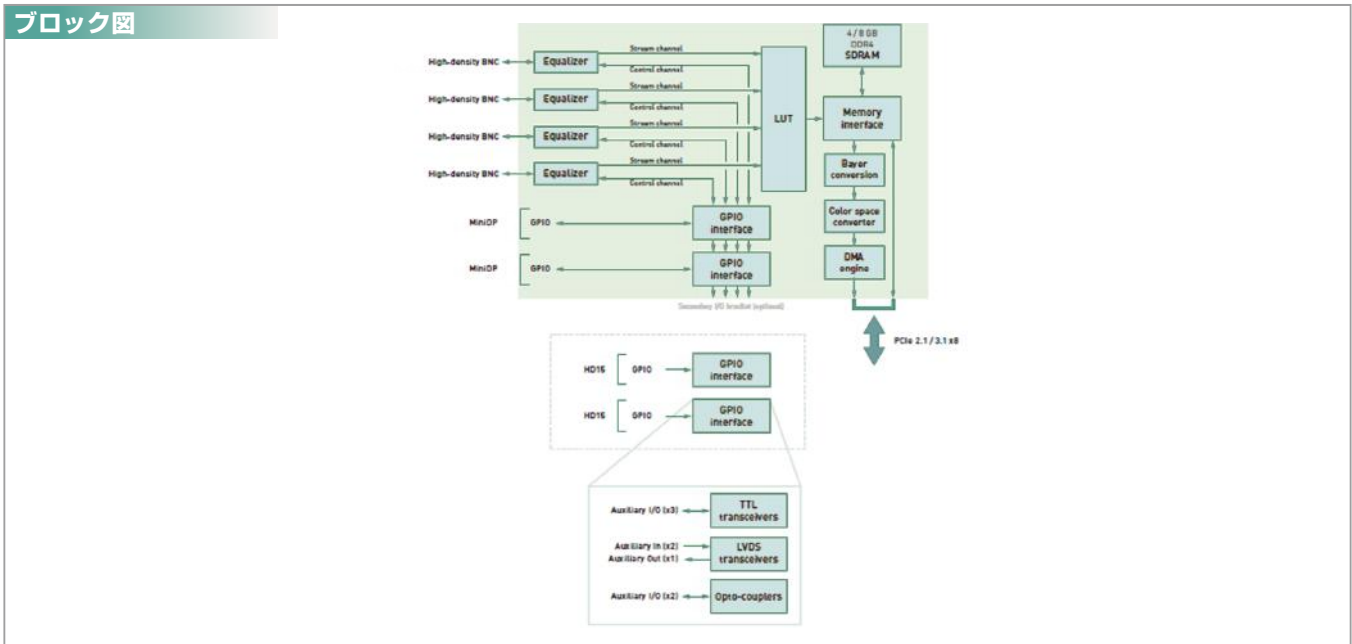 ブロック図
4 / 8 GB
DDR4
SDRAM
High-density BNC
Equalizer
Stream channel
Control channel
High-density BNC
Equalizer
Stream channel
Control channel
High-density BNC
Equalizer
Stream channel
Control channel
High-density BNC
Equalizer
Stream channel
Control channel
LUT
Memory
interface
Bayer
conversion
Color space
converter
DMA
engine
MiniDP
GPIO
GPIO
interface
MiniDP
GPIO
GPIO
interface
Secondary I/O bracket (optional)
PCIe 2.1 / 3.1 x8
HD15
GPIO
GPIO
interface
HD15
GPIO
GPIO
interface
Auxiliary I/O (x3)
TTL
transceivers
Auxiliary In (x2)
Auxiliary Out (x1)
LVDS
transceivers
Auxiliary I/O (x2)
Opto-couplers